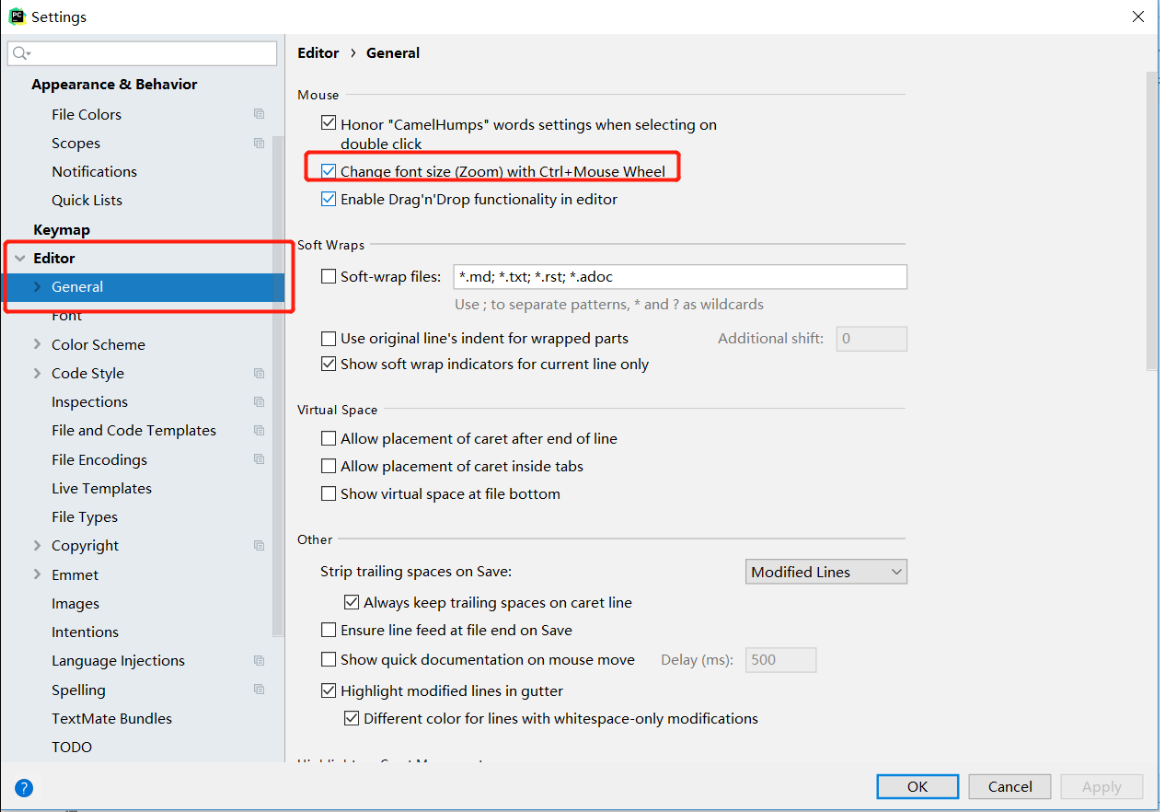 Settings
Appearance & Behavior
File Colors
Scopes
Notifications
Quick Lists
Keymap
Editor
General
Font
Color Scheme
Code Style
Inspections
File and Code Templates
File Encodings
Live Templates
File Types
Copyright
Emmet
Images
Intentions
Language Injections
Spelling
TextMate Bundles
TODO
Editor › General
Mouse
Honor "CamelHumps" words settings when selecting on
double click
Change font size (Zoom) with Ctrl+Mouse Wheel
Enable Drag'n'Drop functionality in editor
Soft Wraps
Soft-wrap files: *.md; *.txt; *.rst; *.adoc
Use ; to separate patterns, * and ? as wildcards
Use original line's indent for wrapped parts Additional shift: 0
Show soft wrap indicators for current line only
Virtual Space
Allow placement of caret after end of line
Allow placement of caret inside tabs
Show virtual space at file bottom
Other
Strip trailing spaces on Save: Modified Lines
Always keep trailing spaces on caret line
Ensure line feed at file end on Save
Show quick documentation on mouse move Delay (ms): 500
Highlight modified lines in gutter
Different color for lines with whitespace-only modifications
? OK Cancel Apply